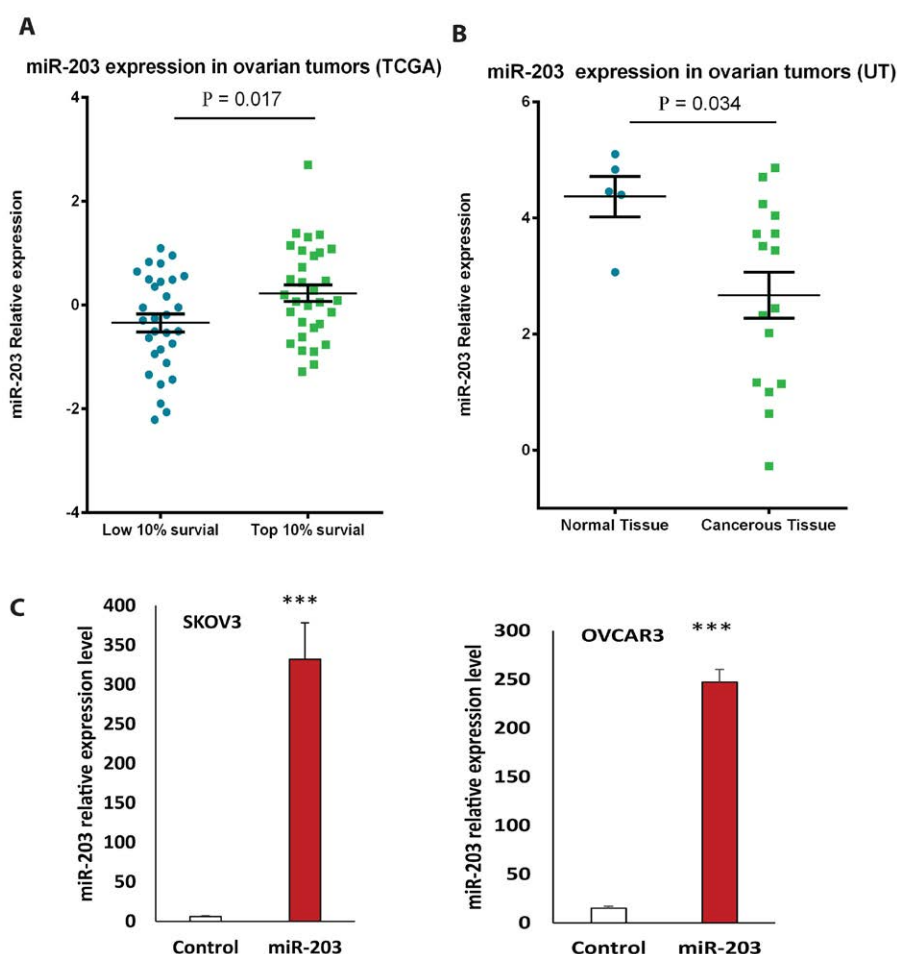 A
miR-203 expression in ovarian tumors (TCGA)
P = 0.017
miR-203 Relative expression
4
2
0
-2
-4
Low 10% survial
Top 10% survial
B
miR-203 expression in ovarian tumors (UT)
P = 0.034
miR-203 Relative expression
6
4
2
0
Normal Tissue
Cancerous Tissue
C
SKOV3
***
miR-203 relative expression level
400
350
300
250
200
150
100
50
0
Control
miR-203
OVCAR3
***
miR-203 relative expression level
300
250
200
150
100
50
0
Control
miR-203